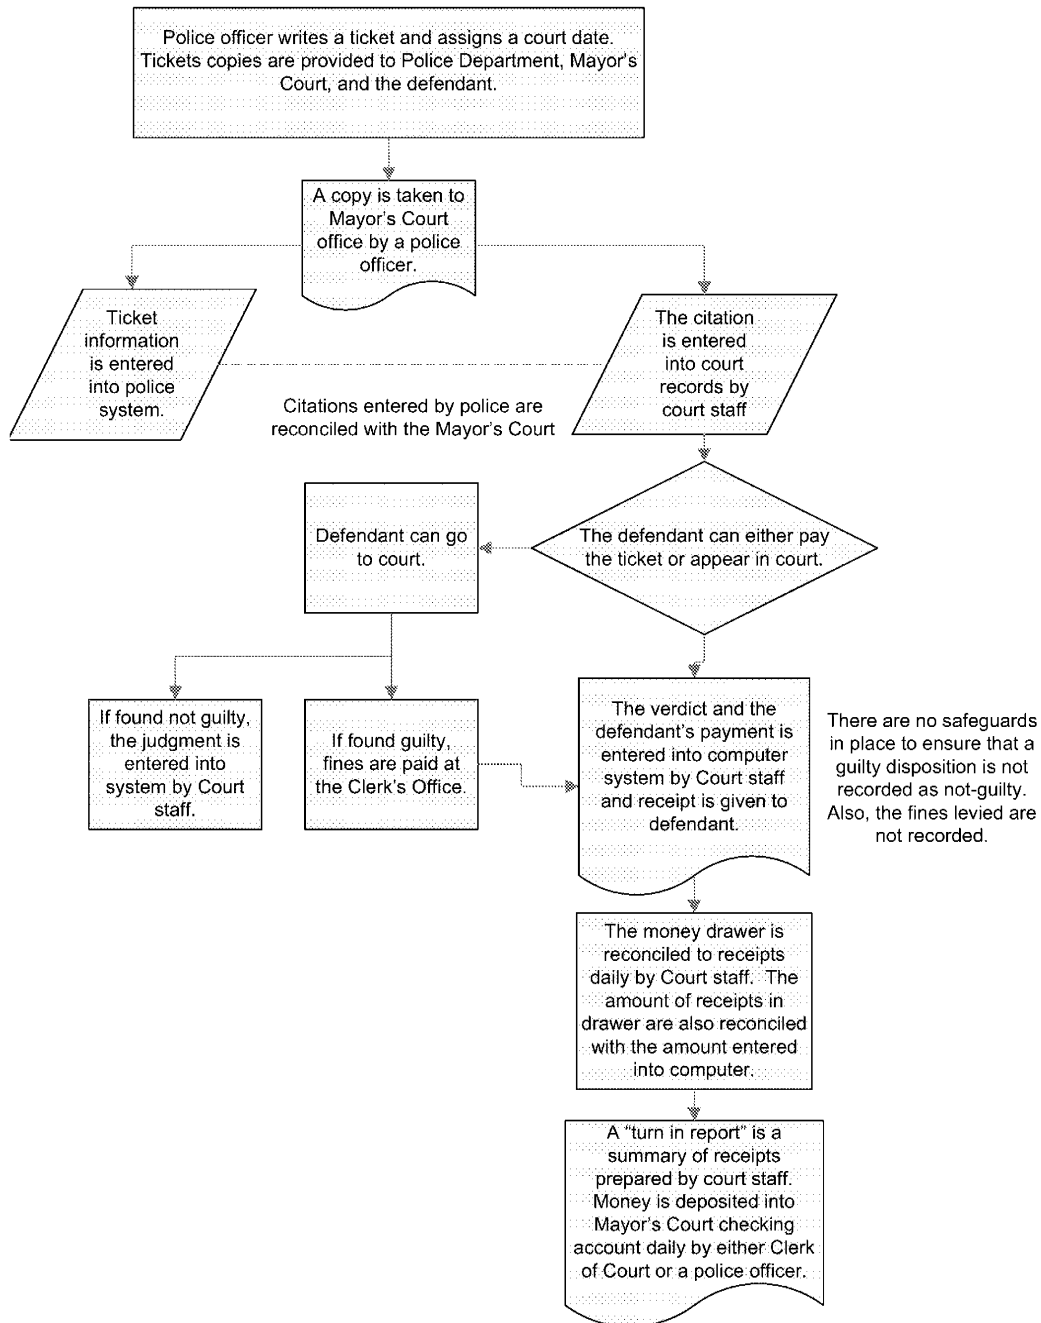 Police officer writes a ticket and assigns a court date.
Tickets copies are provided to Police Department, Mayor's
Court, and the defendant.
A copy is taken to
Mayor's Court
office by a police
officer.
Ticket
information
is entered
into police
system.
The citation
is entered
into court
records by
court staff
Citations entered by police are
reconciled with the Mayor's Court
Defendant can go
to court.
The defendant can either pay
the ticket or appear in court.
If found not guilty,
the judgment is
entered into
system by Court
staff.
If found guilty,
fines are paid at
the Clerk's Office.
The verdict and the
defendant's payment is
entered into computer
system by Court staff
and receipt is given to
defendant.
There are no safeguards
in place to ensure that a
guilty disposition is not
recorded as not-guilty.
Also, the fines levied are
not recorded.
The money drawer is
reconciled to receipts
daily by Court staff.  The
amount of receipts in
drawer are also reconciled
with the amount entered
into computer.
A “turn in report” is a
summary of receipts
prepared by court staff.
Money is deposited into
Mayor's Court checking
account daily by either Clerk
of Court or a police officer.